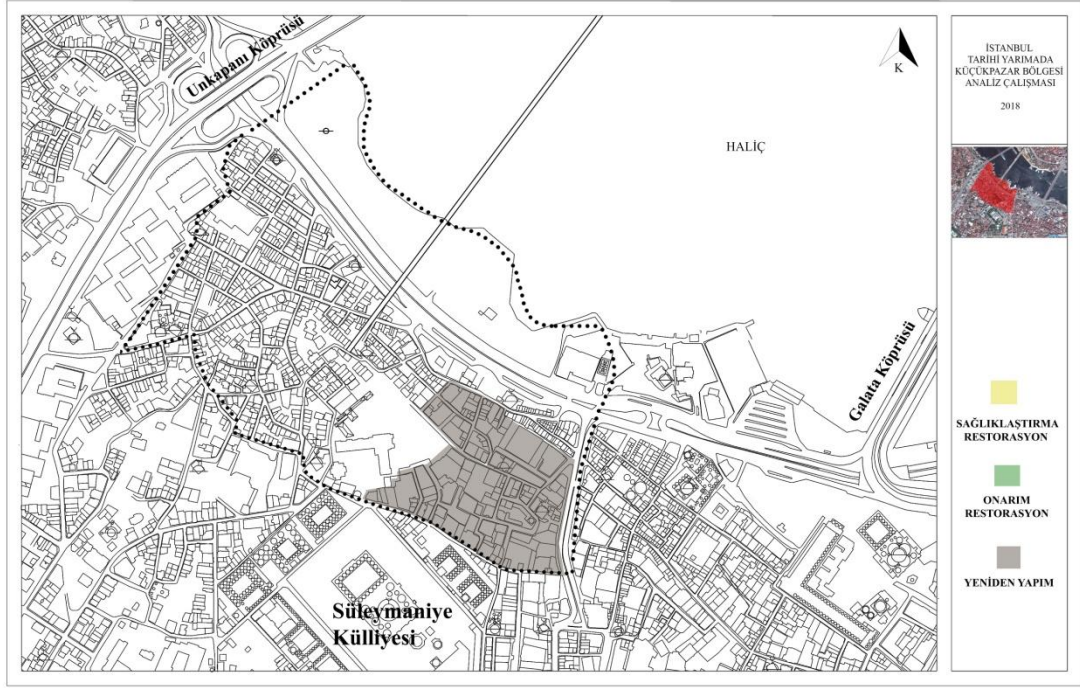 Unkapanı Köprüsü
K
HALİÇ
Galata Köprüsü
Süleymaniye
Külliyesi
İSTANBUL
TARİHİ YARIMADA
KÜÇÜKPAZAR BÖLGESİ
ANALİZ ÇALIŞMASI
2018
SAĞLIKLAŞTIRMA
RESTORASYON
ONARIM
RESTORASYON
YENİDEN YAPIM